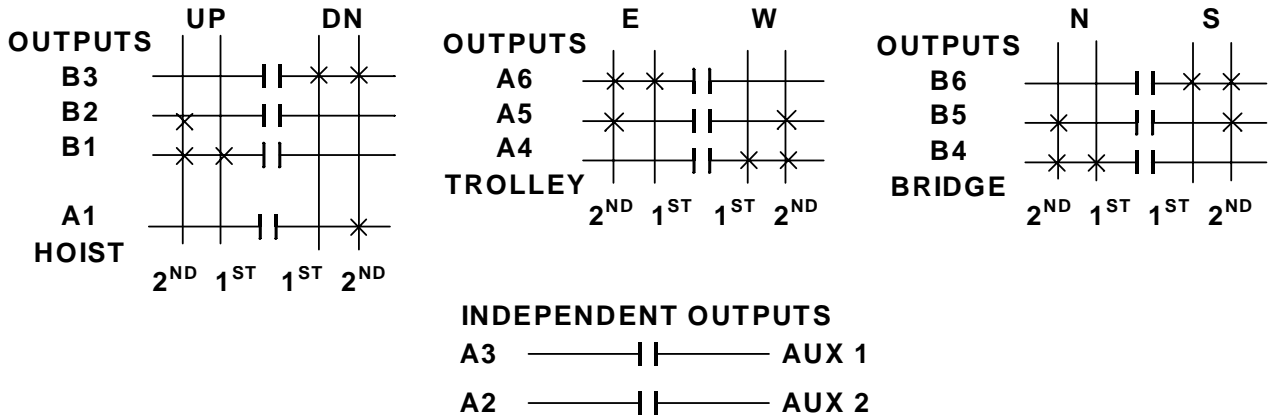 UP DN
OUTPUTS
B3
B2
B1
A1
HOIST
2ND 1ST 1ST 2ND
E W
OUTPUTS
A6
A5
A4
TROLLEY
2ND 1ST 1ST 2ND
N S
OUTPUTS
B6
B5
B4
BRIDGE
2ND 1ST 1ST 2ND
INDEPENDENT OUTPUTS
A3 AUX 1
A2 AUX 2